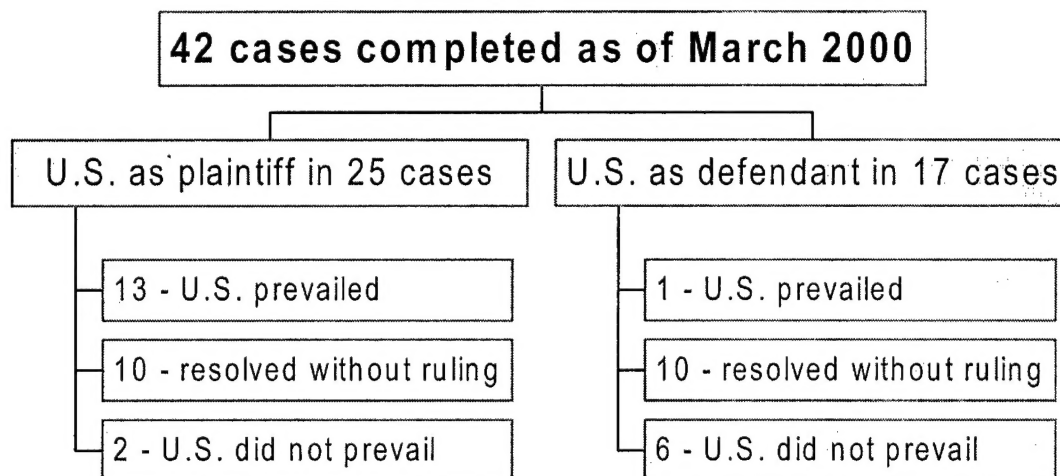 42 cases completed as of March 2000
U.S. as plaintiff in 25 cases
13 - U.S. prevailed
10 - resolved without ruling
2 - U.S. did not prevail
U.S. as defendant in 17 cases
1 - U.S. prevailed
10 - resolved without ruling
6 - U.S. did not prevail